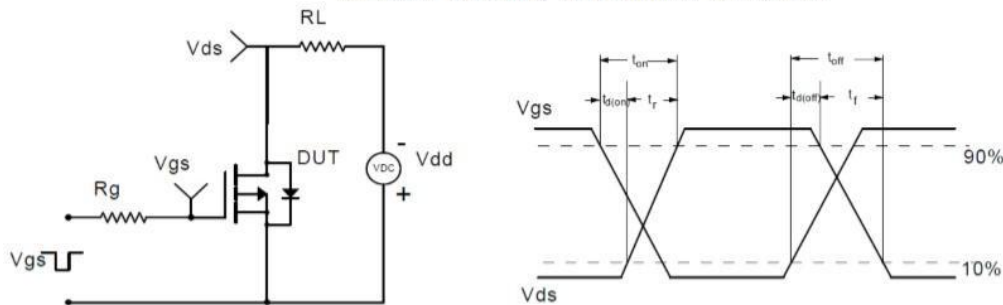 RL
Vds
Vgs
DUT
Rg
VDC
-
Vdd
+
Vgs
ton
toff
td(on)
tr
td(off)
tf
Vgs
90%
10%
Vds